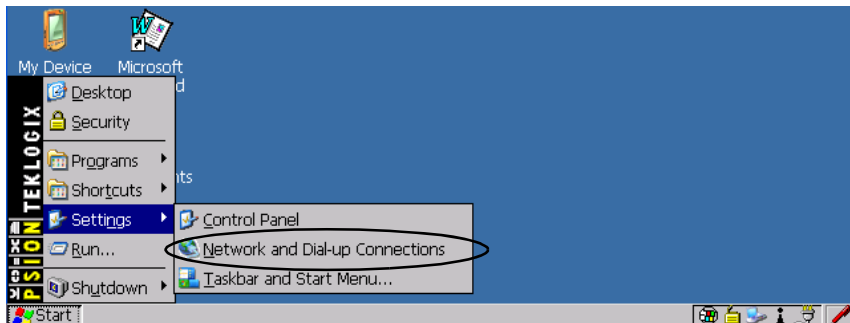 My Device
Microsoft
d
nts
PSION TEKLOGIX
Desktop
Security
Programs
Shortcuts
Settings
Run...
Shutdown
Control Panel
Network and Dial-up Connections
Taskbar and Start Menu...
Start